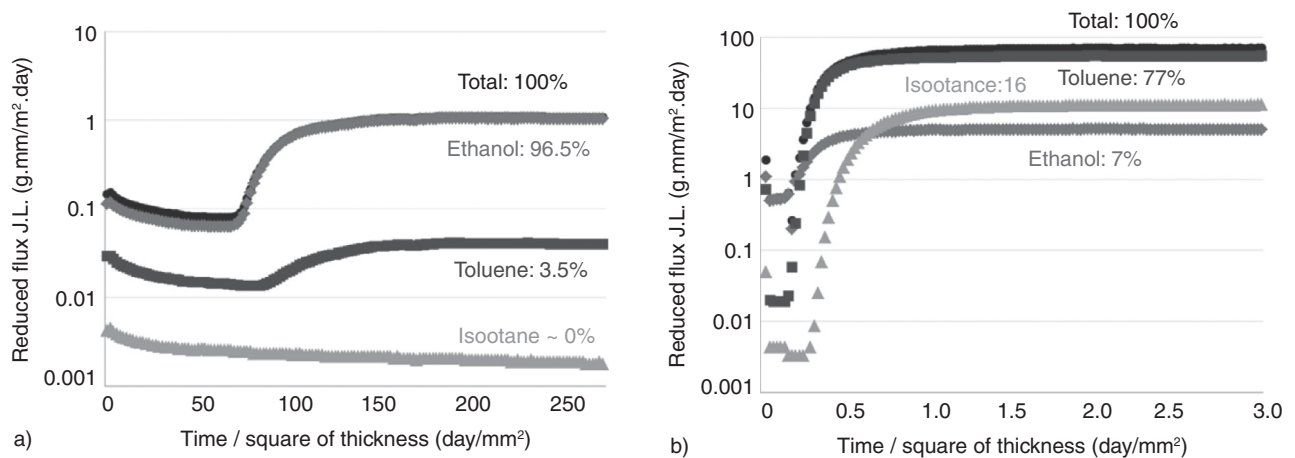 10
1
0.1
0.01
0.001
Reduced flux J.L. (g.mm/m².day)
Total: 100%
Ethanol: 96.5%
Toluene: 3.5%
Isootane ~ 0%
0 50 100 150 200 250
a) Time / square of thickness (day/mm²)
100
10
1
0.1
0.01
0.001
Reduced flux J.L. (g.mm/m².day)
Total: 100%
Isootance:16 Toluene: 77%
Ethanol: 7%
0 0.5 1.0 1.5 2.0 2.5 3.0
b) Time / square of thickness (day/mm²)